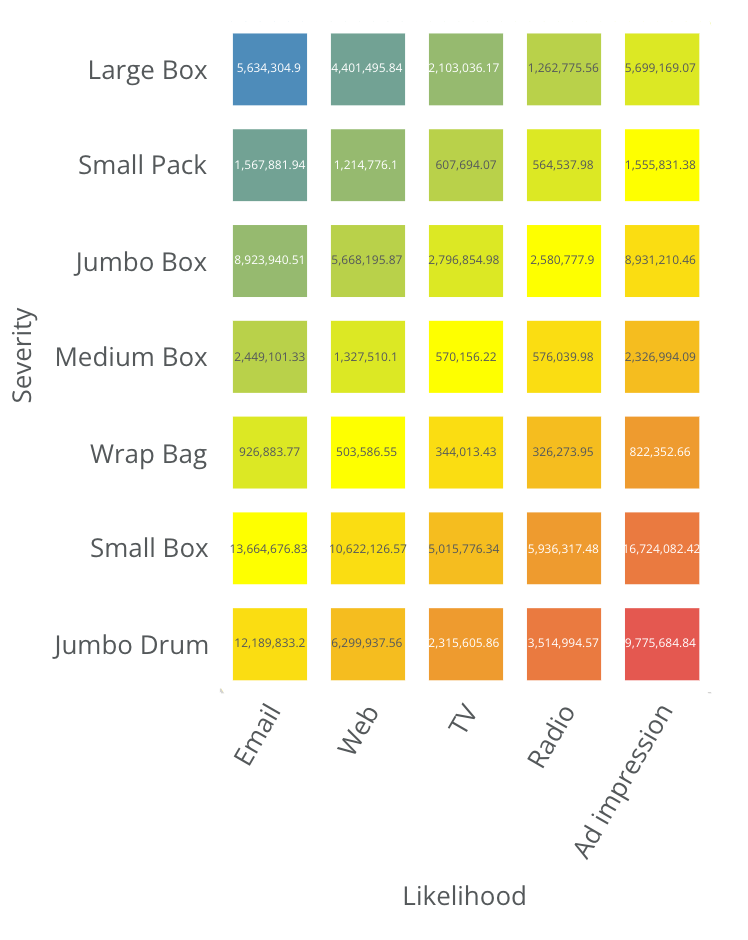 Large Box 5,634,304.9 4,401,495.84 2,103,036.17 1,262,775.56 5,699,169.07
Small Pack 1,567,881.94 1,214,776.1 607,694.07 564,537.98 1,555,831.38
Jumbo Box 8,923,940.51 5,668,195.87 2,796,854.98 2,580,777.9 8,931,210.46
Severity
Medium Box 2,449,101.33 1,327,510.1 570,156.22 576,039.98 2,326,994.09
Wrap Bag 926,883.77 503,586.55 344,013.43 326,273.95 822,352.66
Small Box 13,664,676.83 10,622,126.57 5,015,776.34 5,936,317.48 16,724,082.42
Jumbo Drum 12,189,833.2 6,299,937.56 2,315,605.86 3,514,994.57 9,775,684.84
Email Web TV Radio Ad impression
Likelihood